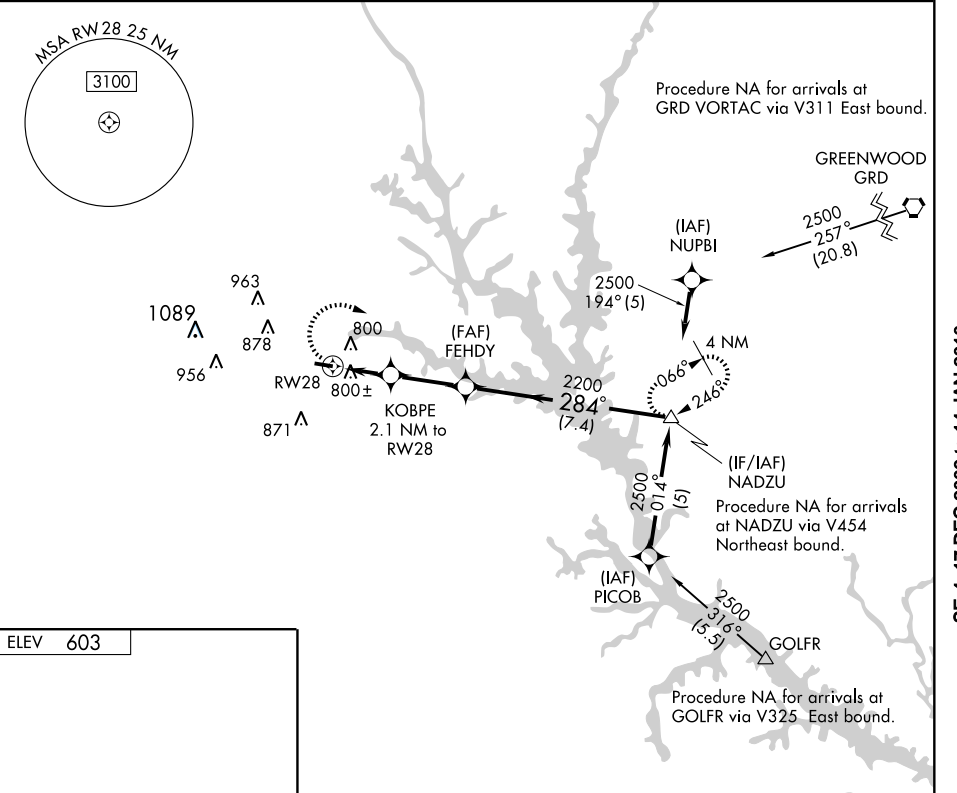 MSA RW 28 25 NM
3100
Procedure NA for arrivals at
GRD VORTAC via V311 East bound.
GREENWOOD
GRD
2500
257°
(20.8)
(IAF)
NUPBI
2500
194° (5)
4 NM
066°
246°
963
1089
878
956
800
RW28
800±
871
(FAF)
FEHDY
KOBPE
2.1 NM to
RW28
2200
284°
(7.4)
(IF/IAF)
NADZU
Procedure NA for arrivals
at NADZU via V454
Northeast bound.
2500
014°
(5)
(IAF)
PICOB
2500
316°
(5.5)
GOLFR
Procedure NA for arrivals at
GOLFR via V325 East bound.
ELEV 603